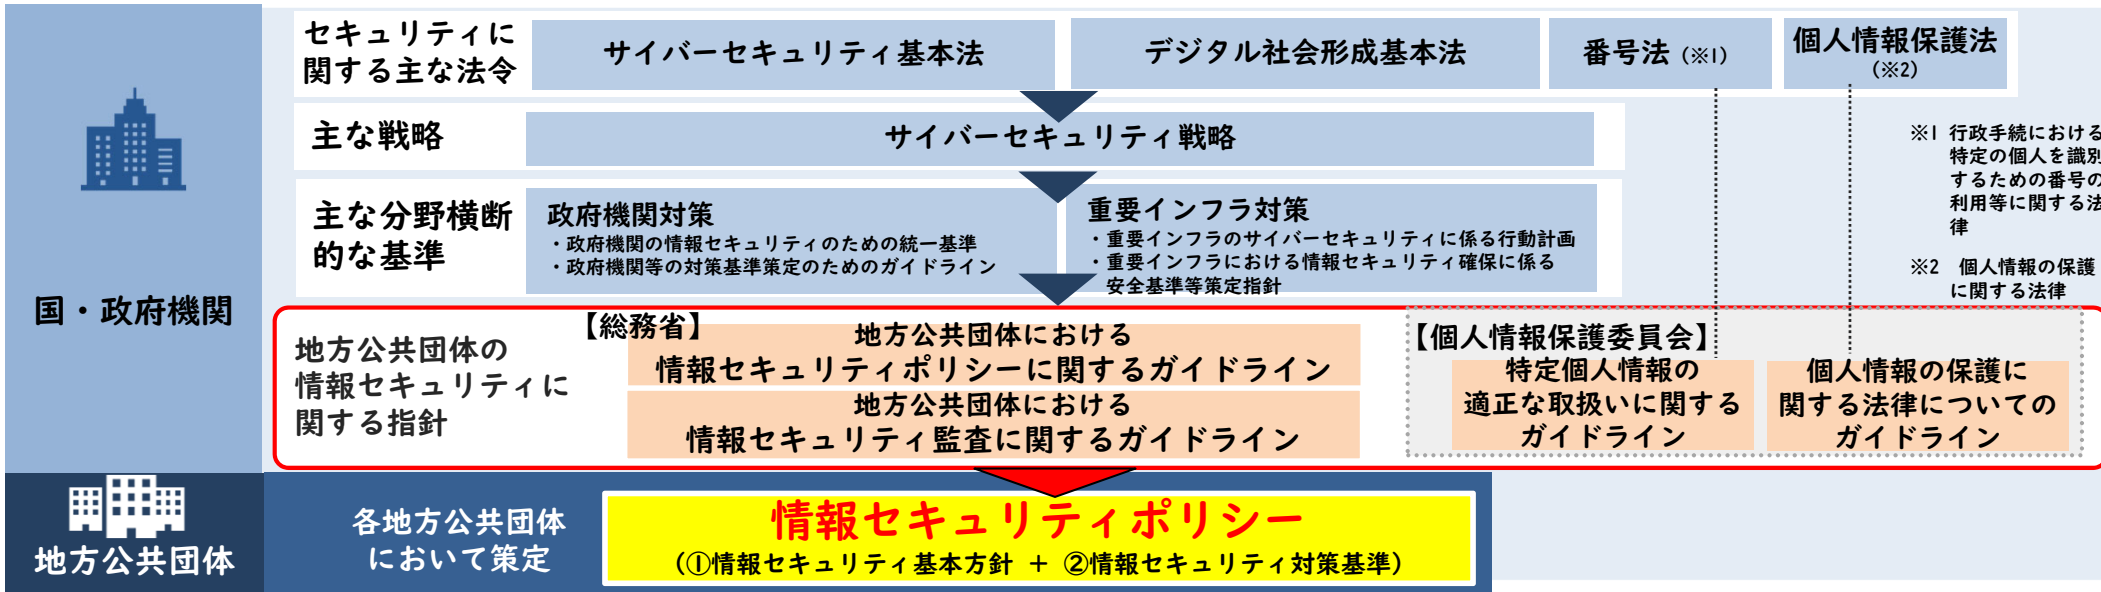 セキュリティに
関する主な法令
サイバーセキュリティ基本法
デジタル社会形成基本法
番号法(※1)
個人情報保護法
(※2)
主な戦略
サイバーセキュリティ戦略
※1 行政手続における
特定の個人を識別
するための番号の
利用等に関する法
律
※2 個人情報の保護
に関する法律
主な分野横断
的な基準
政府機関対策
・政府機関の情報セキュリティのための統一基準
・政府機関等の対策基準策定のためのガイドライン
重要インフラ対策
・重要インフラのサイバーセキュリティに係る行動計画
・重要インフラにおける情報セキュリティ確保に係る
安全基準等策定指針
国・政府機関
地方公共団体の
情報セキュリティに
関する指針
【総務省】
地方公共団体における
情報セキュリティポリシーに関するガイドライン
地方公共団体における
情報セキュリティ監査に関するガイドライン
【個人情報保護委員会】
特定個人情報の
適正な取扱いに関する
ガイドライン
個人情報の保護に
関する法律についての
ガイドライン
地方公共団体
各地方公共団体
において策定
情報セキュリティポリシー
(①情報セキュリティ基本方針 + ②情報セキュリティ対策基準)